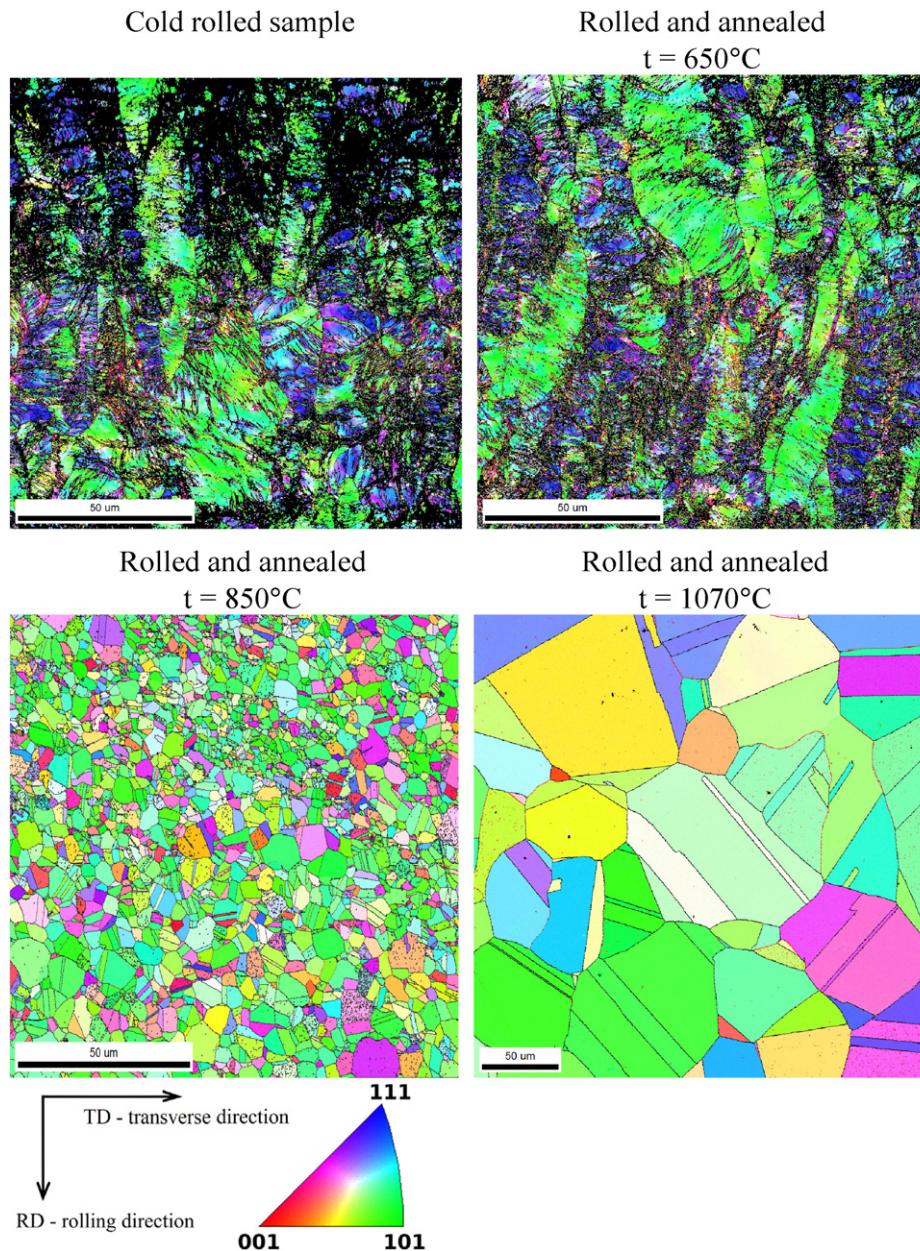 Cold rolled sample
Rolled and annealed
t = 650°C
50 um
50 um
Rolled and annealed
t = 850°C
Rolled and annealed
t = 1070°C
50 um
50 um
TD - transverse direction
RD - rolling direction
111
001
101